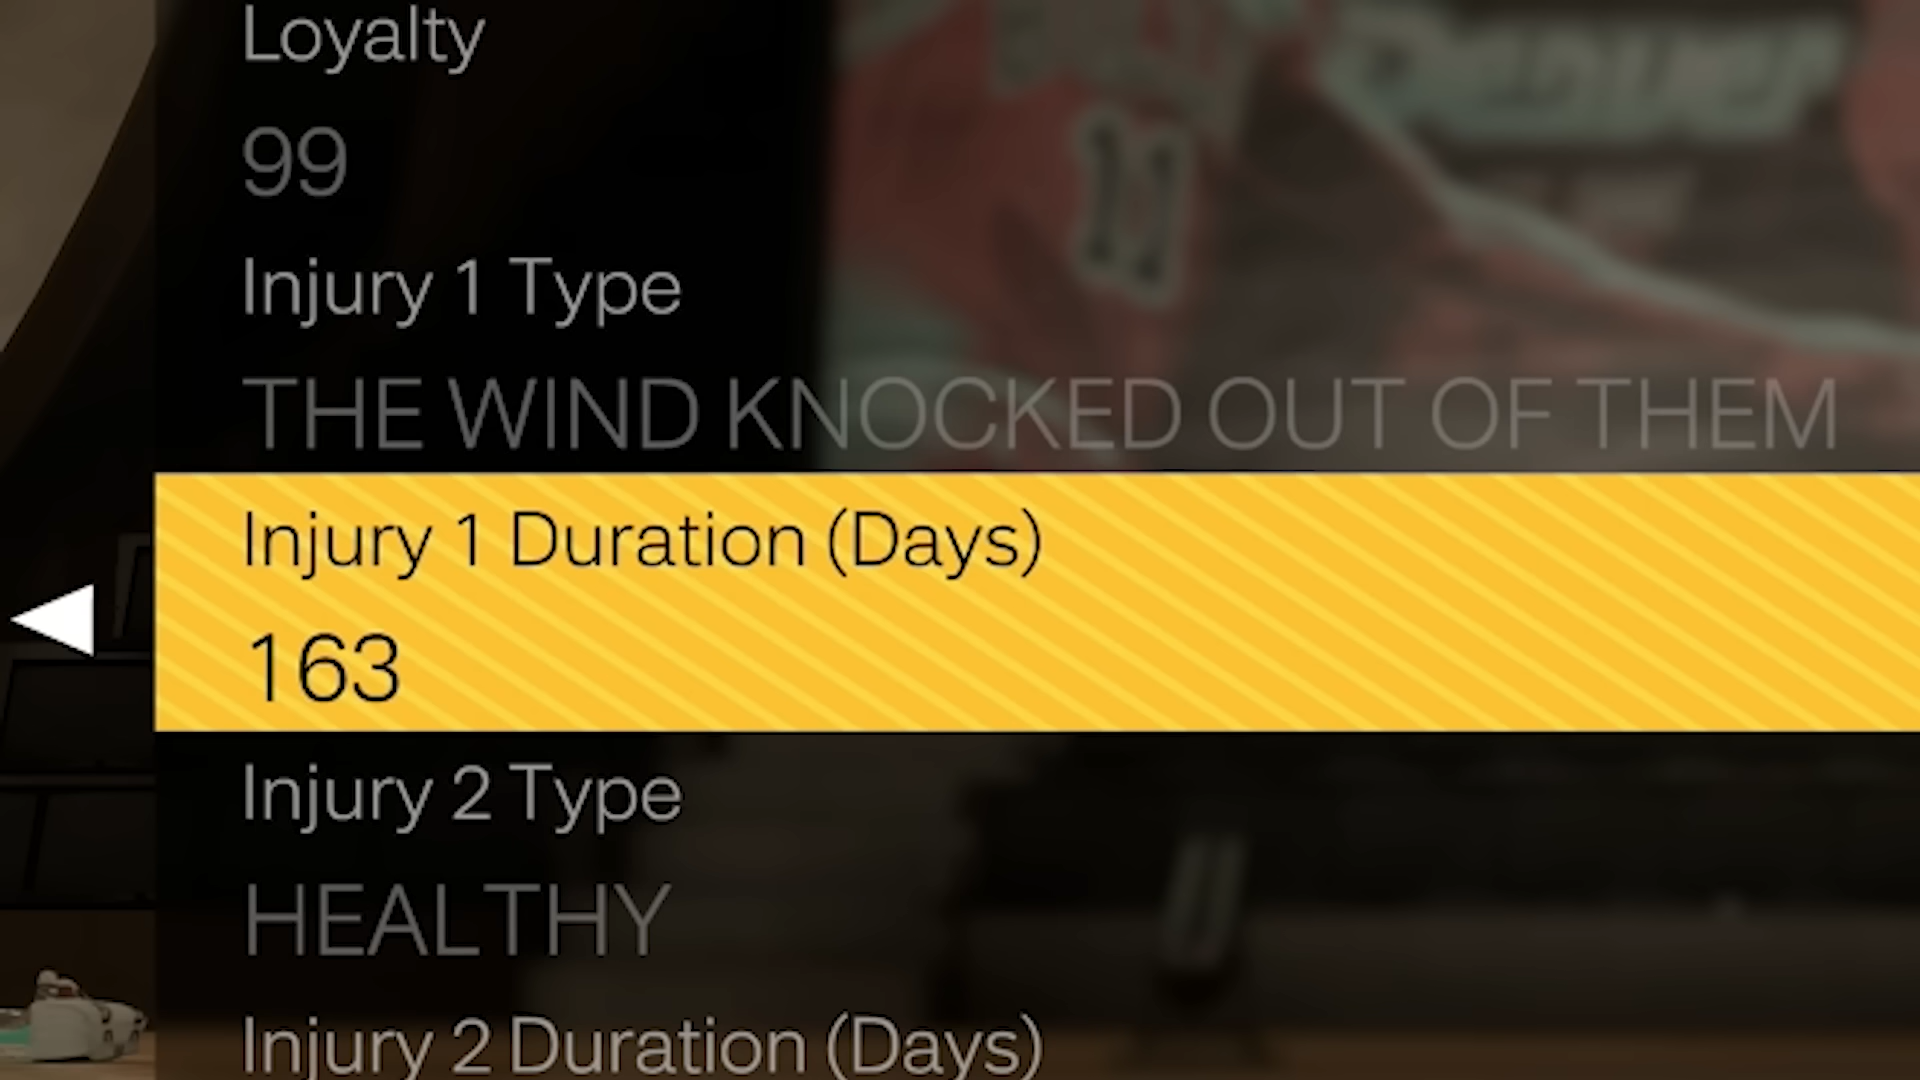 Loyalty
99
Injury 1 Type
THE WIND KNOCKED OUT OF THEM
Injury 1 Duration (Days)
163
Injury 2 Type
HEALTHY
Injury 2 Duration (Days)